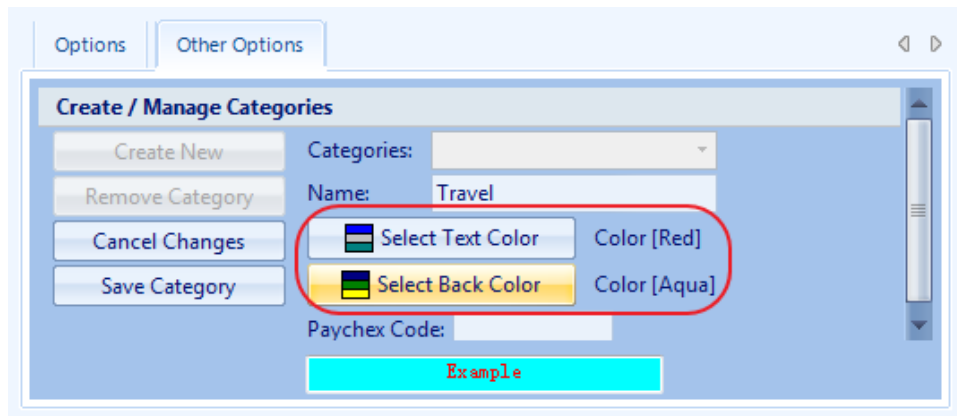 Options Other Options
Create / Manage Categories
Create New Categories:
Remove Category Name: Travel
Cancel Changes Select Text Color Color [Red]
Save Category Select Back Color Color [Aqua]
Paychex Code:
Example